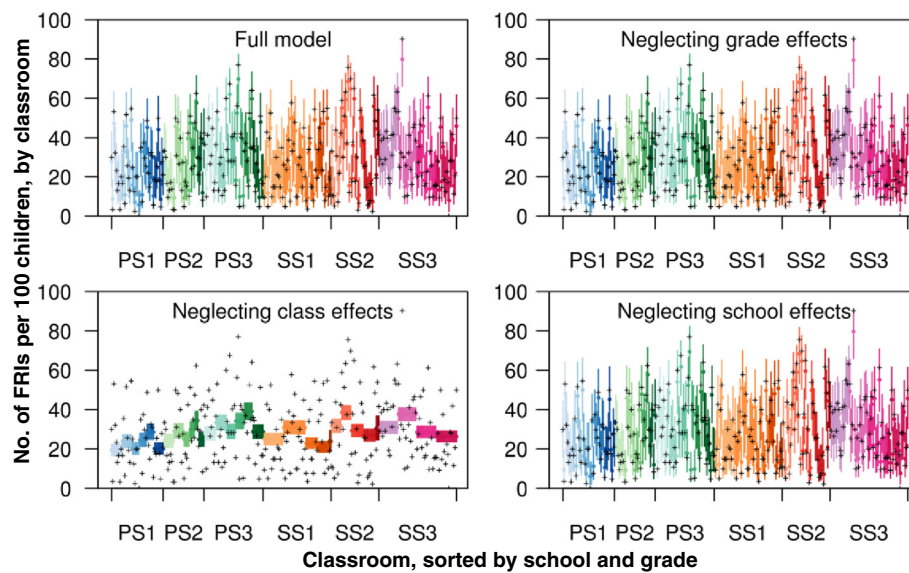 No. of FRIs per 100 children, by classroom
100
80
60
40
20
0
Full model
PS1 PS2 PS3 SS1 SS2 SS3
100
80
60
40
20
0
Neglecting grade effects
PS1 PS2 PS3 SS1 SS2 SS3
100
80
60
40
20
0
Neglecting class effects
PS1 PS2 PS3 SS1 SS2 SS3
100
80
60
40
20
0
Neglecting school effects
PS1 PS2 PS3 SS1 SS2 SS3
Classroom, sorted by school and grade